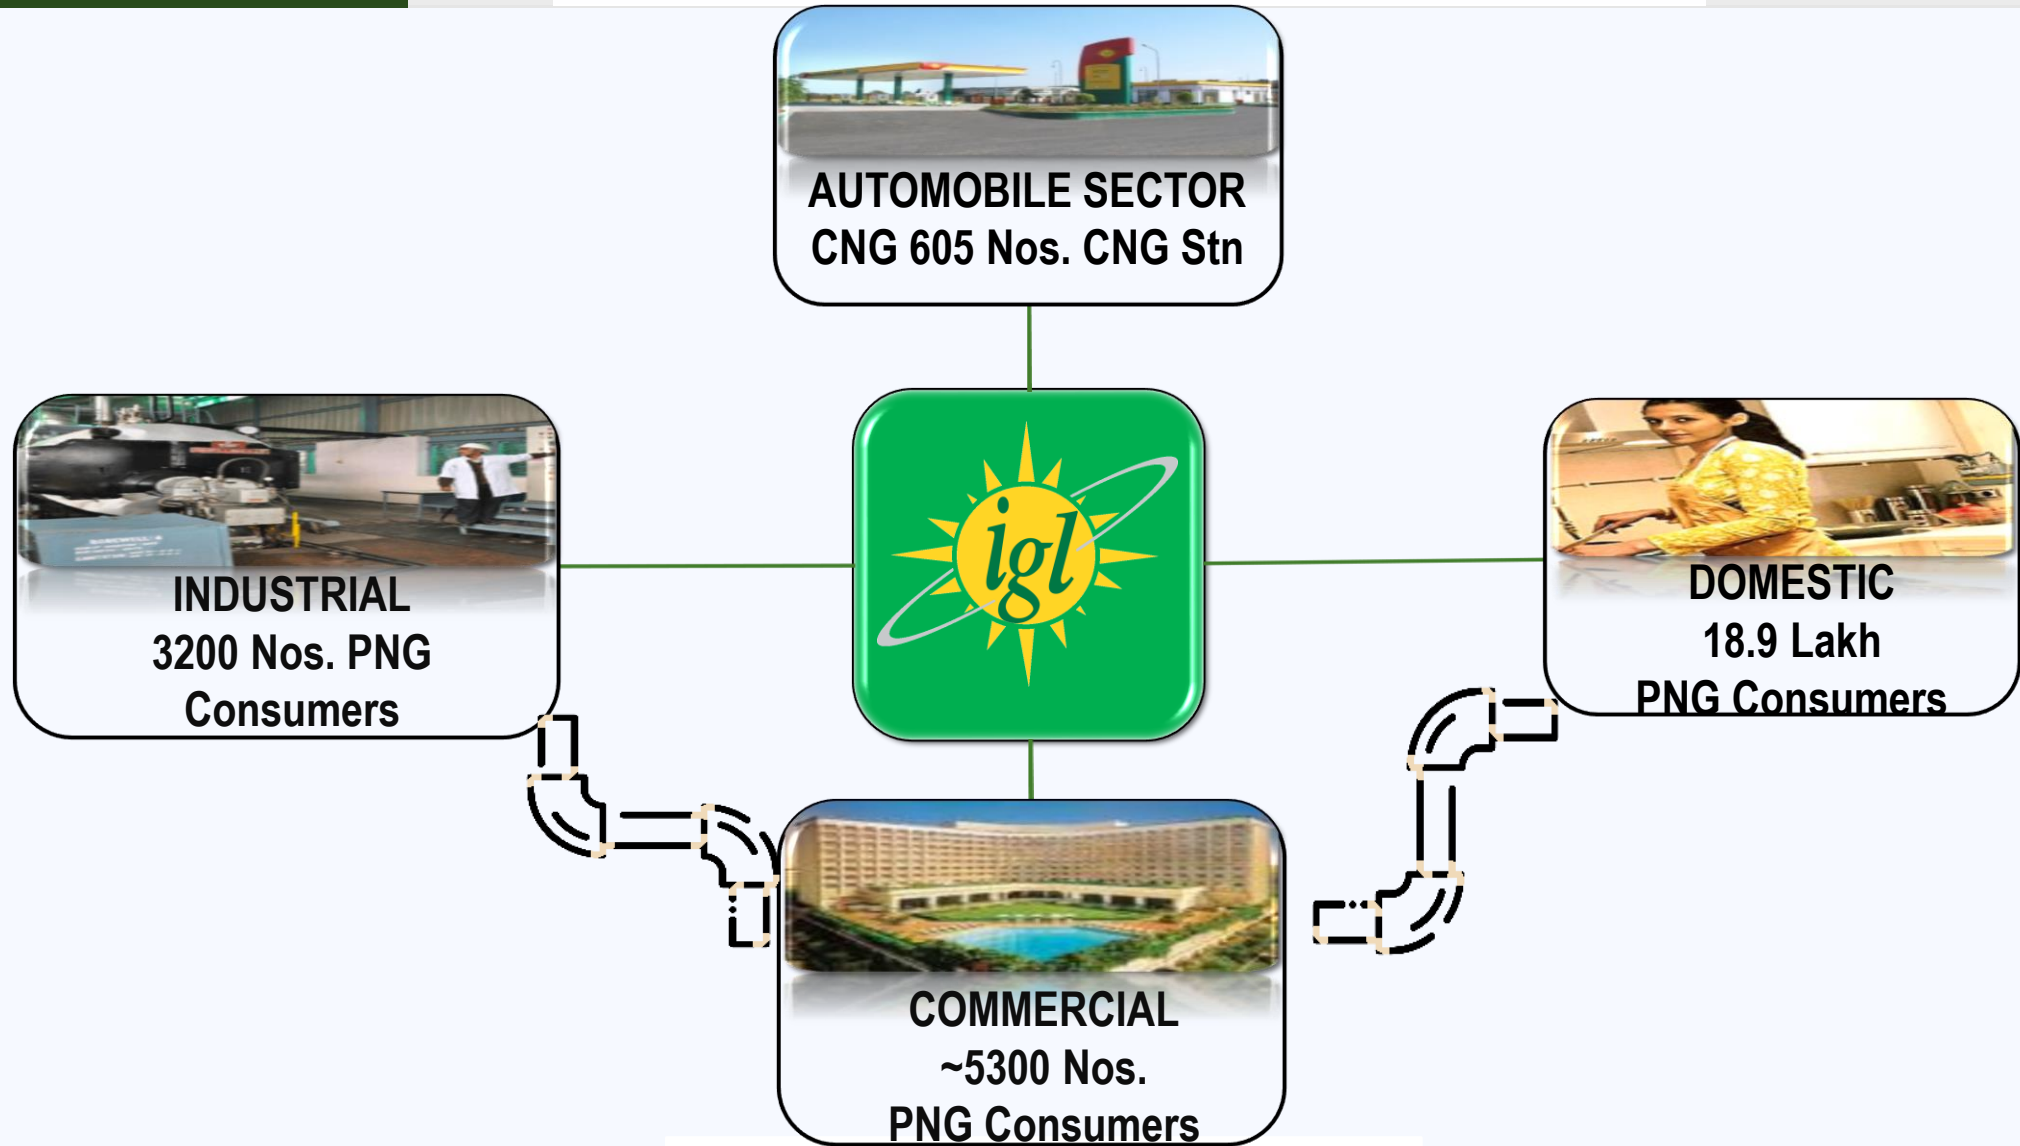 AUTOMOBILE SECTOR
CNG 605 Nos. CNG Stn
igl
INDUSTRIAL
3200 Nos. PNG
Consumers
DOMESTIC
18.9 Lakh
PNG Consumers
COMMERCIAL
~5300 Nos.
PNG Consumers